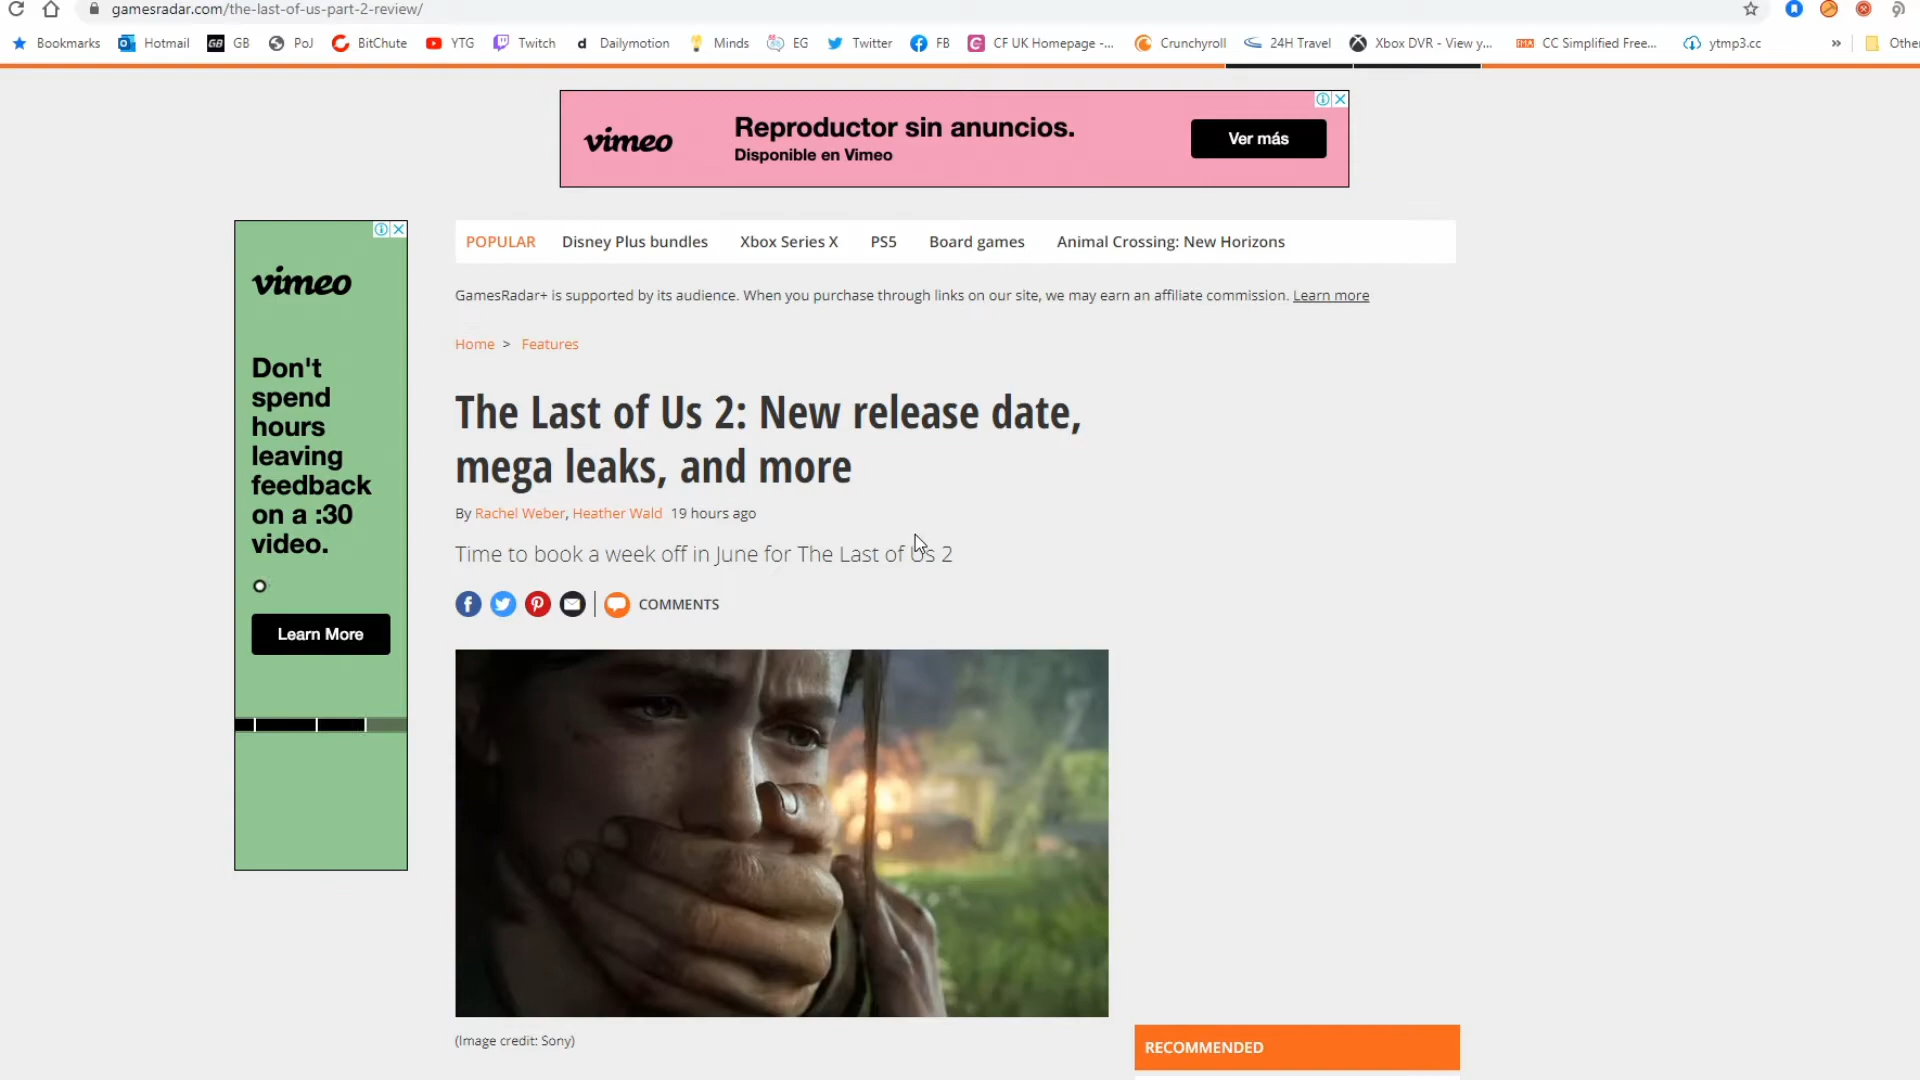 gamesradar.com/the-last-of-us-part-2-review/
Bookmarks Hotmail GB GB PoJ BitChute YTG Twitch d Dailymotion Minds EG Twitter FB CF UK Homepage -... Crunchyroll 24H Travel Xbox DVR - View y... CC Simplified Free... ytmp3.cc » Other
vimeo
Reproductor sin anuncios.
Disponible en Vimeo
Ver más
vimeo
Don't
spend
hours
leaving
feedback
on a :30
video.
Learn More
POPULAR Disney Plus bundles Xbox Series X PS5 Board games Animal Crossing: New Horizons
GamesRadar+ is supported by its audience. When you purchase through links on our site, we may earn an affiliate commission. Learn more
Home > Features
The Last of Us 2: New release date,
mega leaks, and more
By Rachel Weber, Heather Wald 19 hours ago
Time to book a week off in June for The Last of Us 2
COMMENTS
(Image credit: Sony)
RECOMMENDED